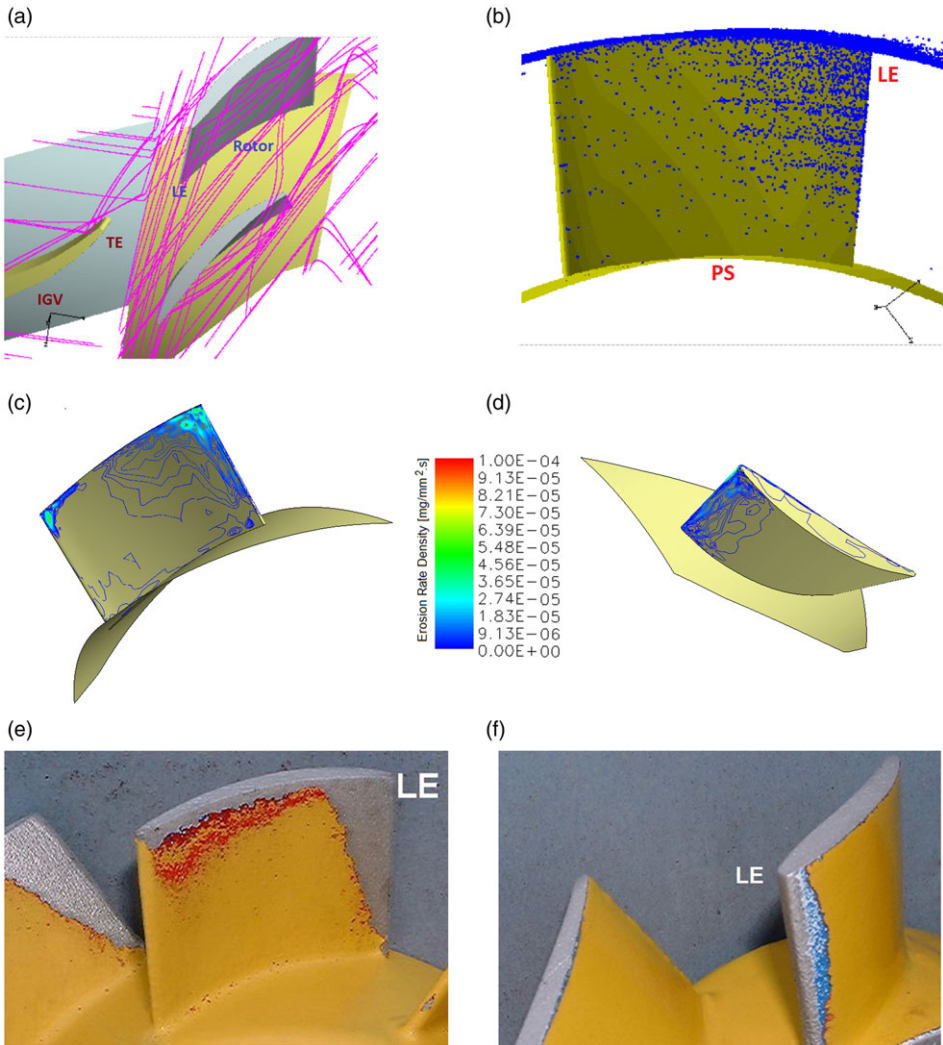 (a)
(b)
LE
Rotor
LE
TE
PS
IGV
(c)
(d)
Erosion Rate Density [mg/mm².s]
1.00E-04
9.13E-05
8.21E-05
7.30E-05
6.39E-05
5.48E-05
4.56E-05
3.65E-05
2.74E-05
1.83E-05
9.13E-06
0.00E+00
(e)
(f)
LE
LE